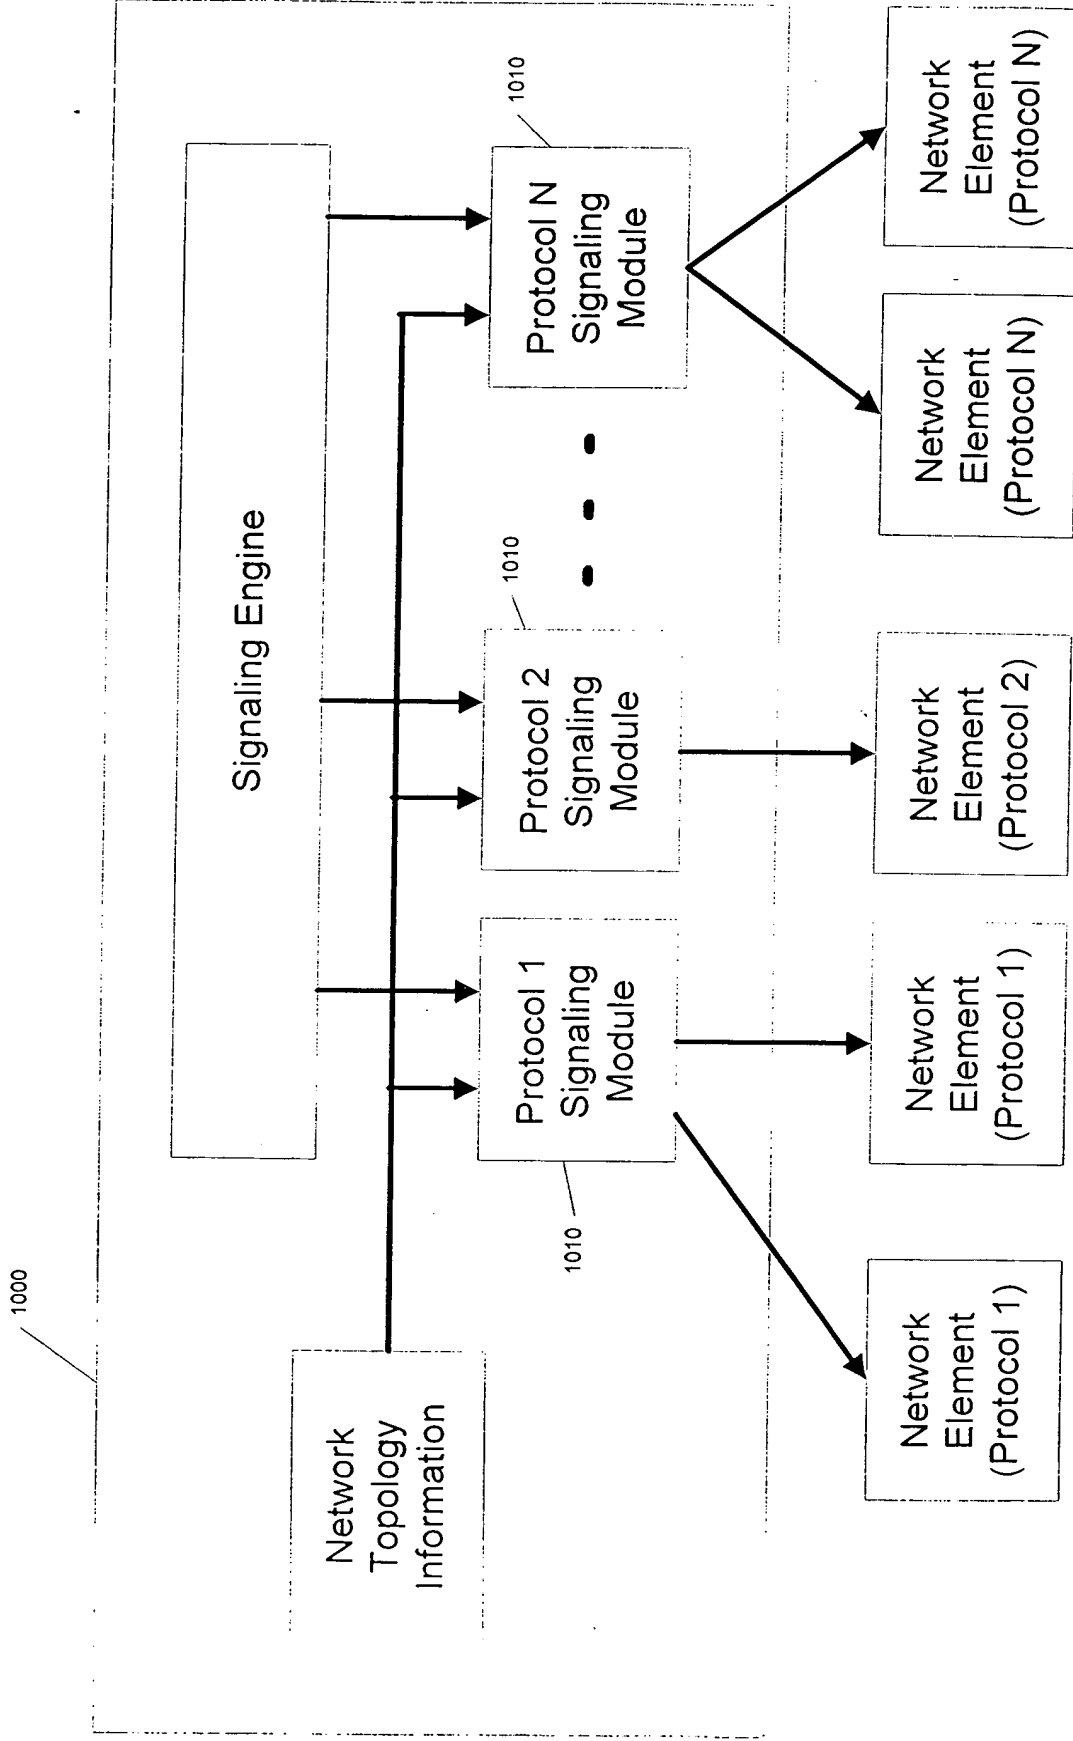 1000
Signaling Engine
Network
Topology
Information
1010
Protocol 1
Signaling
Module
1010
Protocol 2
Signaling
Module
1010
Protocol N
Signaling
Module
Network
Element
(Protocol 1)
Network
Element
(Protocol 1)
Network
Element
(Protocol 2)
Network
Element
(Protocol N)
Network
Element
(Protocol N)